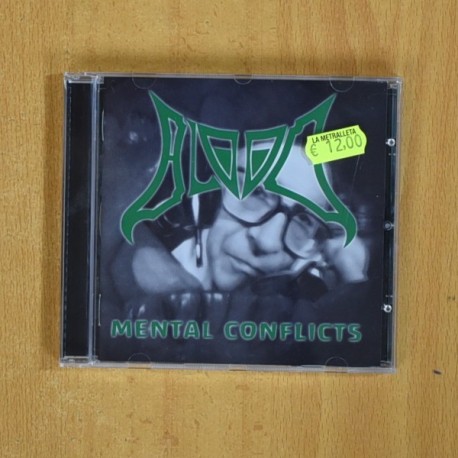 BLOOD
LA METRALLETA
€ 12,00
MENTAL CONFLICTS